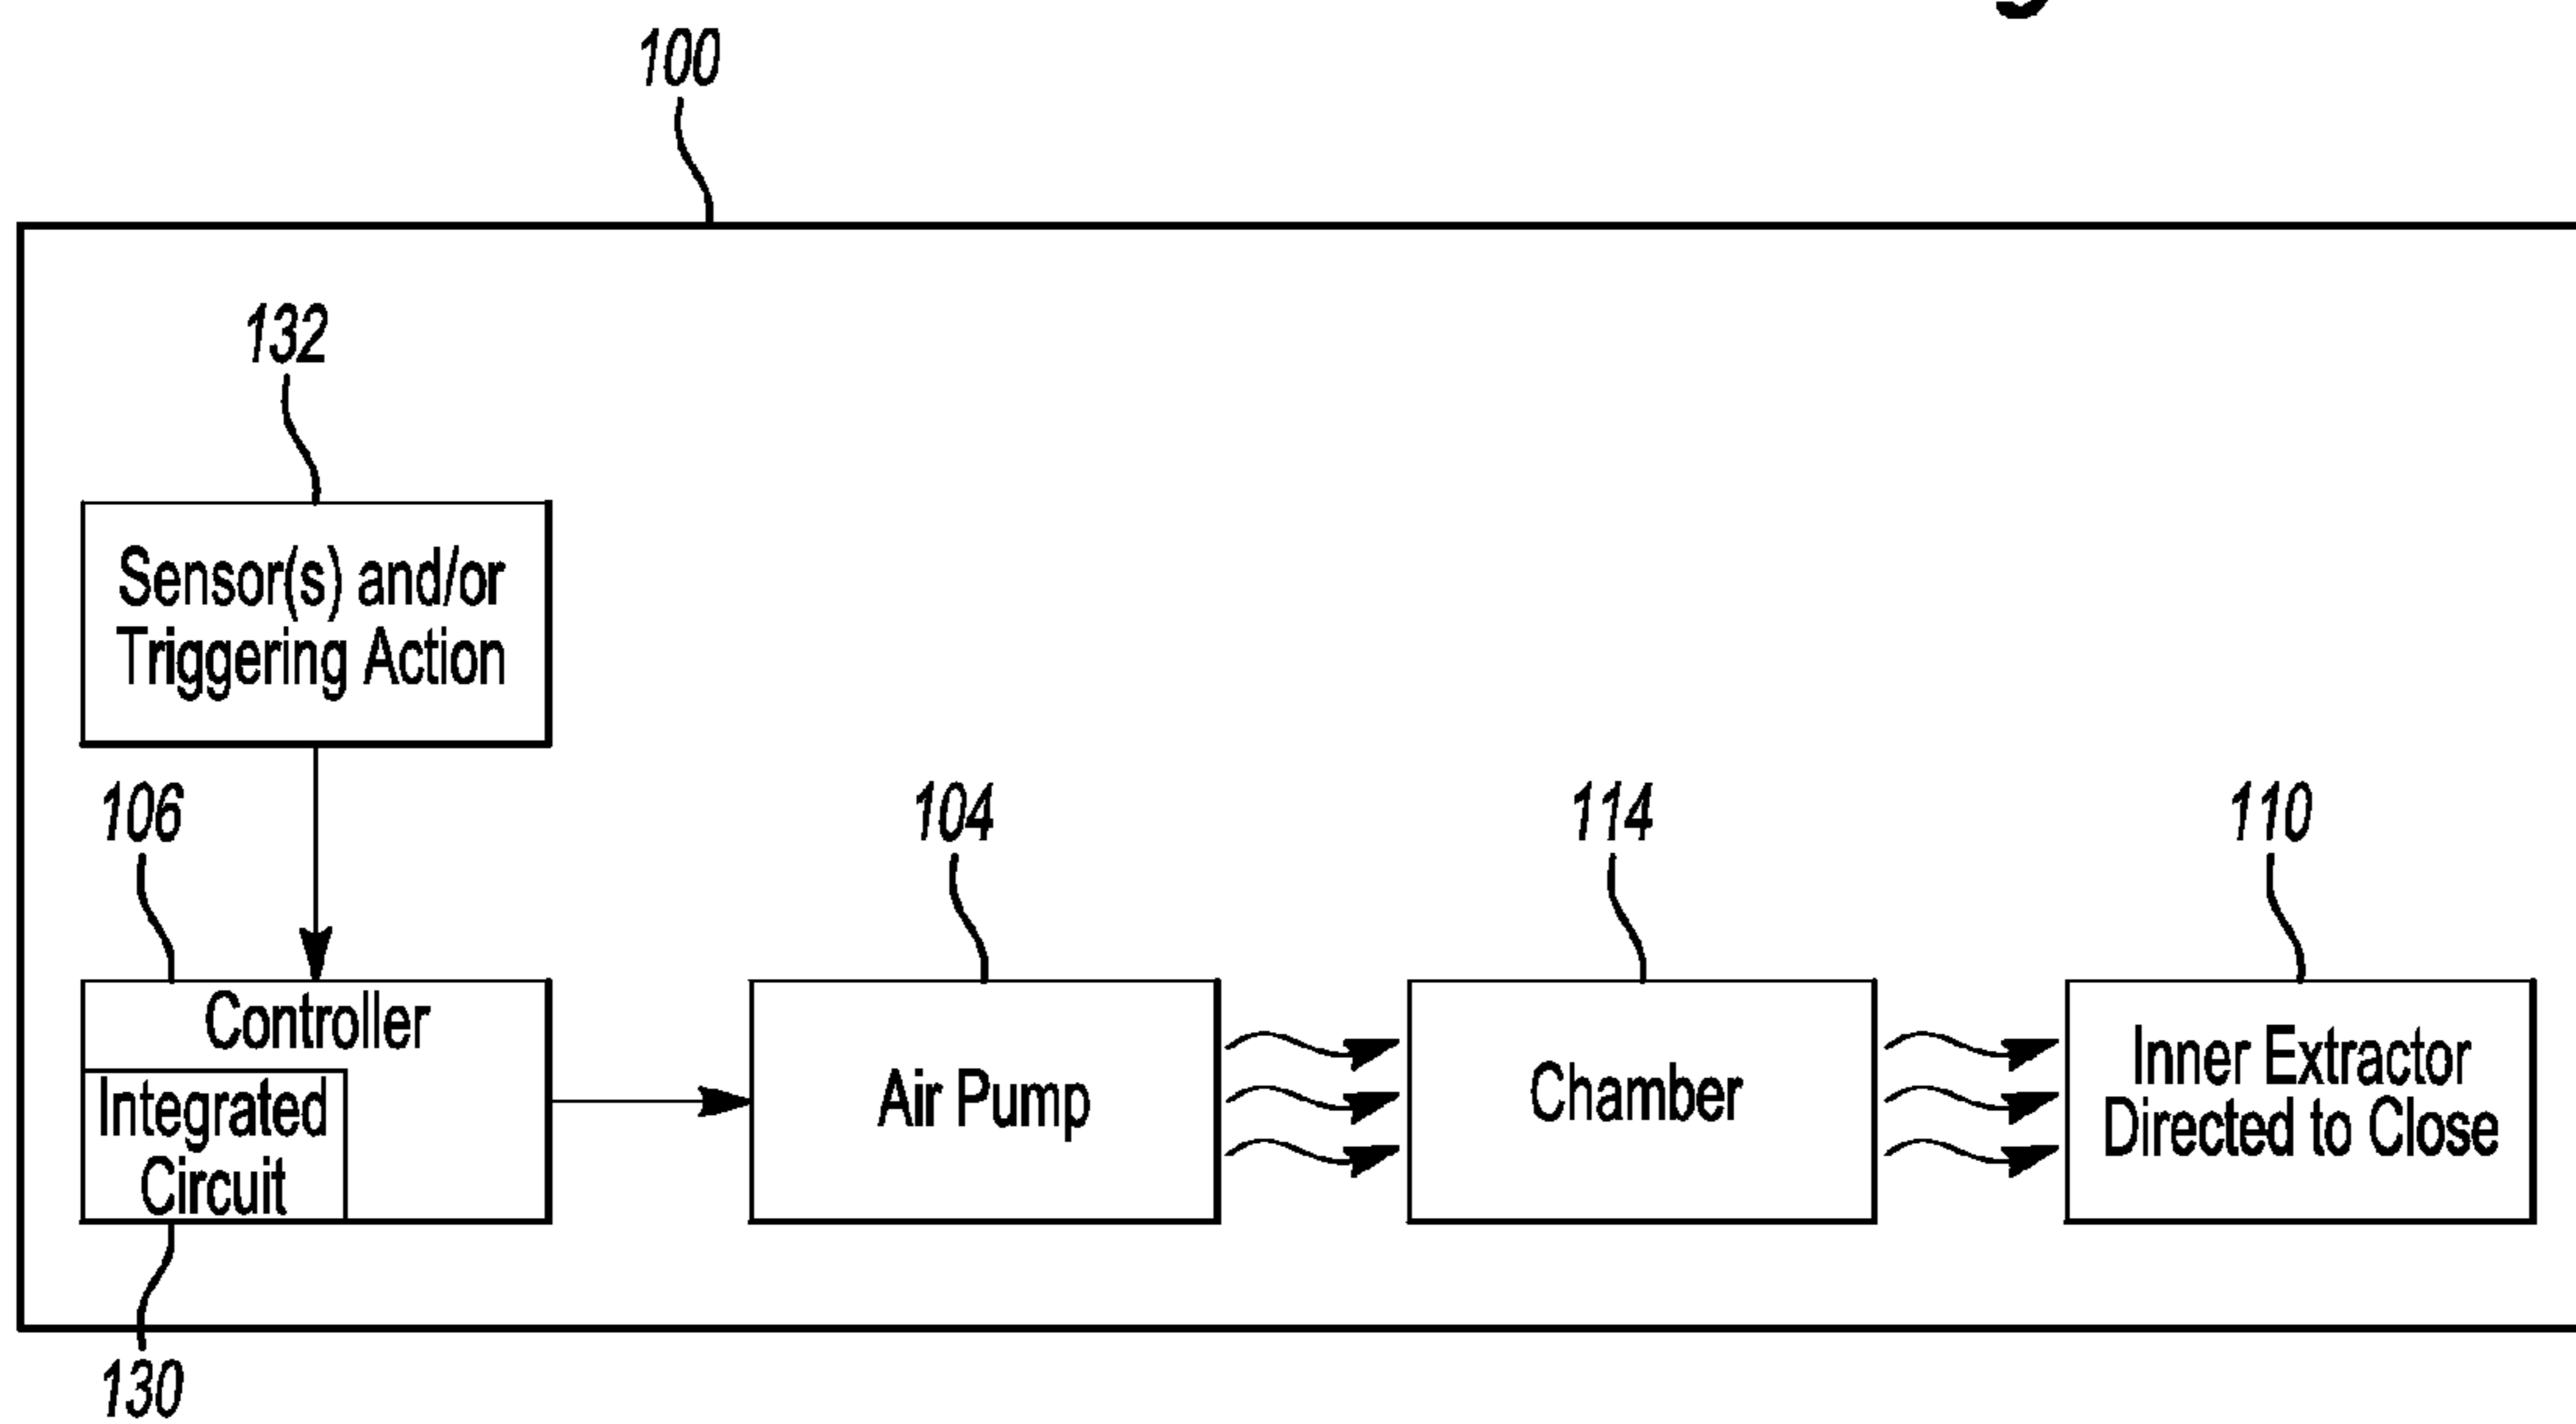 100
132
Sensor(s) and/or
Triggering Action
106
104
114
110
Controller
Integrated
Circuit
Air Pump
Chamber
Inner Extractor
Directed to Close
130